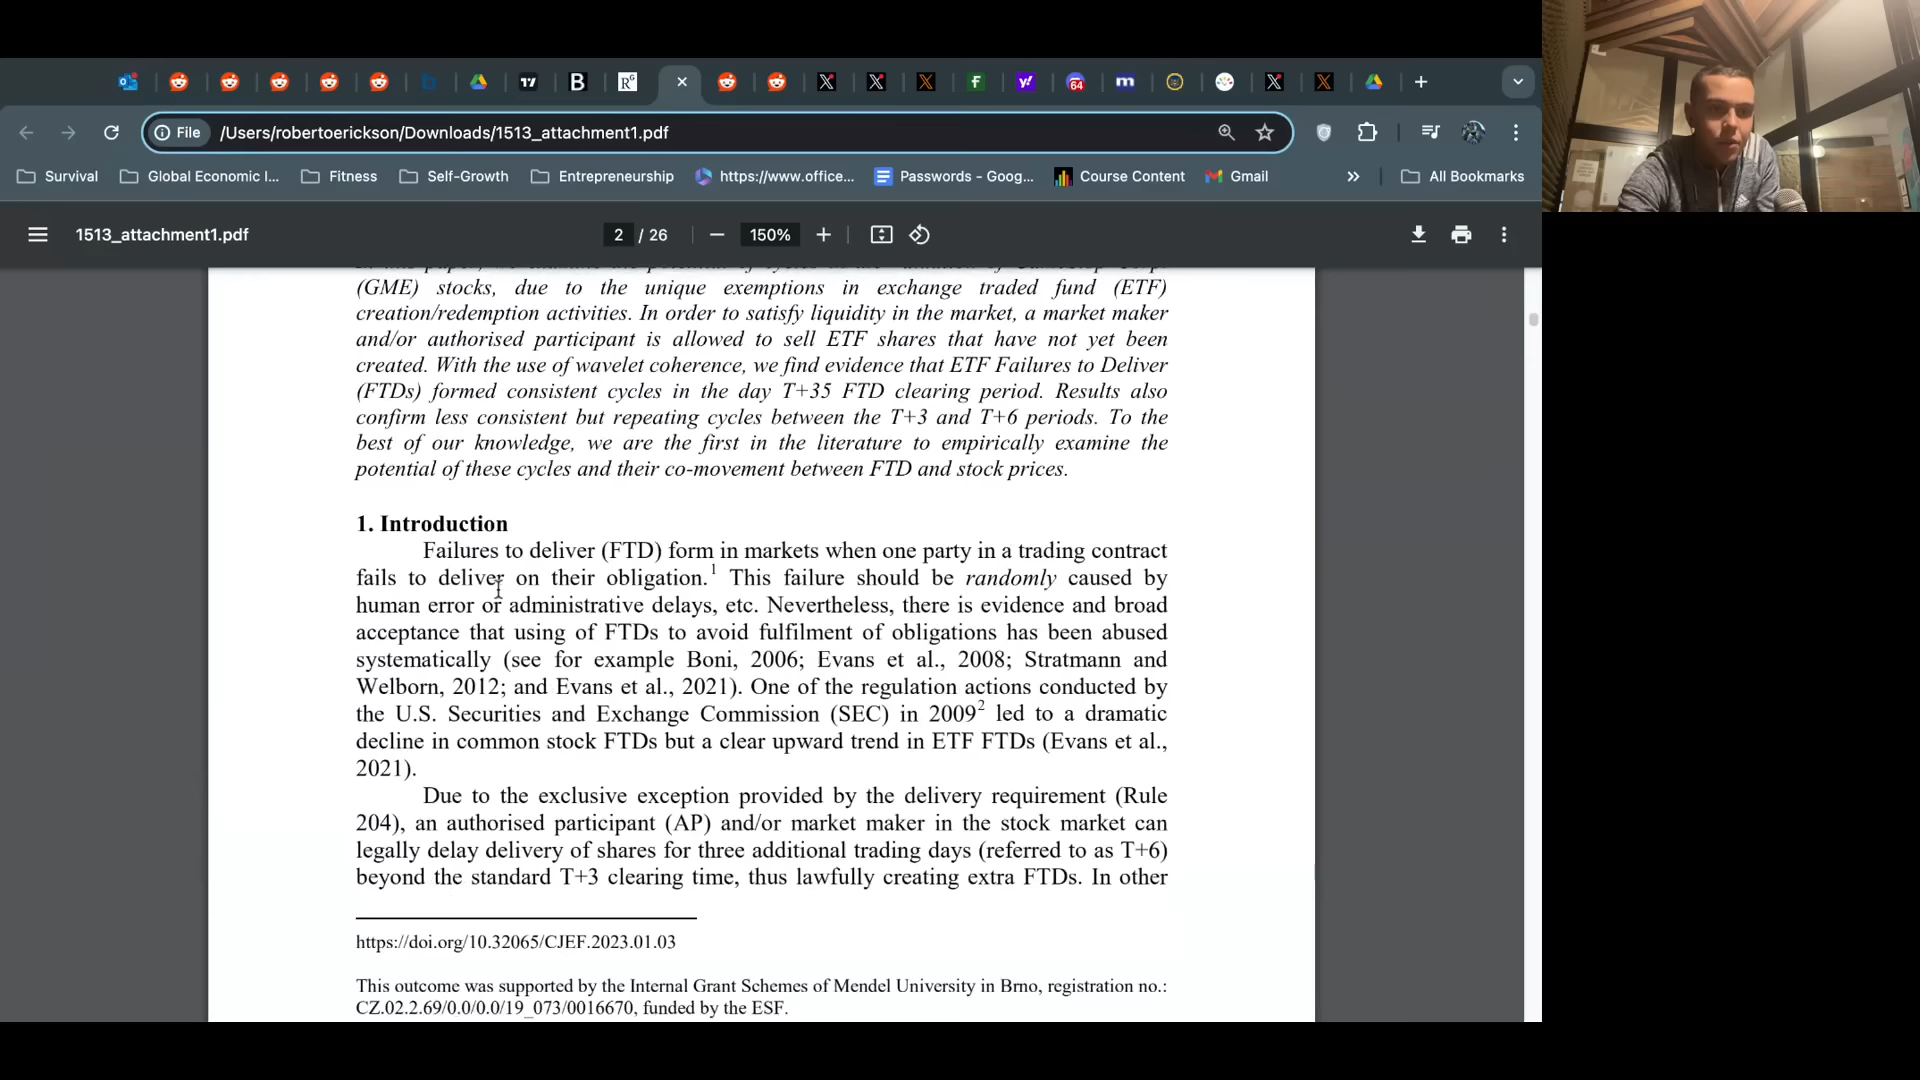 File
/Users/robertoerickson/Downloads/1513_attachment1.pdf
Survival
Global Economic I...
Fitness
Self-Growth
Entrepreneurship
https://www.office...
Passwords - Goog...
Course Content
Gmail
»
All Bookmarks
1513_attachment1.pdf
2 / 26
150%
(GME) stocks, due to the unique exemptions in exchange traded fund (ETF)
creation/redemption activities. In order to satisfy liquidity in the market, a market maker
and/or authorised participant is allowed to sell ETF shares that have not yet been
created. With the use of wavelet coherence, we find evidence that ETF Failures to Deliver
(FTDs) formed consistent cycles in the day T+35 FTD clearing period. Results also
confirm less consistent but repeating cycles between the T+3 and T+6 periods. To the
best of our knowledge, we are the first in the literature to empirically examine the
potential of these cycles and their co-movement between FTD and stock prices.
1. Introduction
Failures to deliver (FTD) form in markets when one party in a trading contract
fails to deliver on their obligation.1 This failure should be randomly caused by
human error or administrative delays, etc. Nevertheless, there is evidence and broad
acceptance that using of FTDs to avoid fulfilment of obligations has been abused
systematically (see for example Boni, 2006; Evans et al., 2008; Stratmann and
Welborn, 2012; and Evans et al., 2021). One of the regulation actions conducted by
the U.S. Securities and Exchange Commission (SEC) in 20092 led to a dramatic
decline in common stock FTDs but a clear upward trend in ETF FTDs (Evans et al.,
2021).
Due to the exclusive exception provided by the delivery requirement (Rule
204), an authorised participant (AP) and/or market maker in the stock market can
legally delay delivery of shares for three additional trading days (referred to as T+6)
beyond the standard T+3 clearing time, thus lawfully creating extra FTDs. In other
https://doi.org/10.32065/CJEF.2023.01.03
This outcome was supported by the Internal Grant Schemes of Mendel University in Brno, registration no.:
CZ.02.2.69/0.0/0.0/19_073/0016670, funded by the ESF.